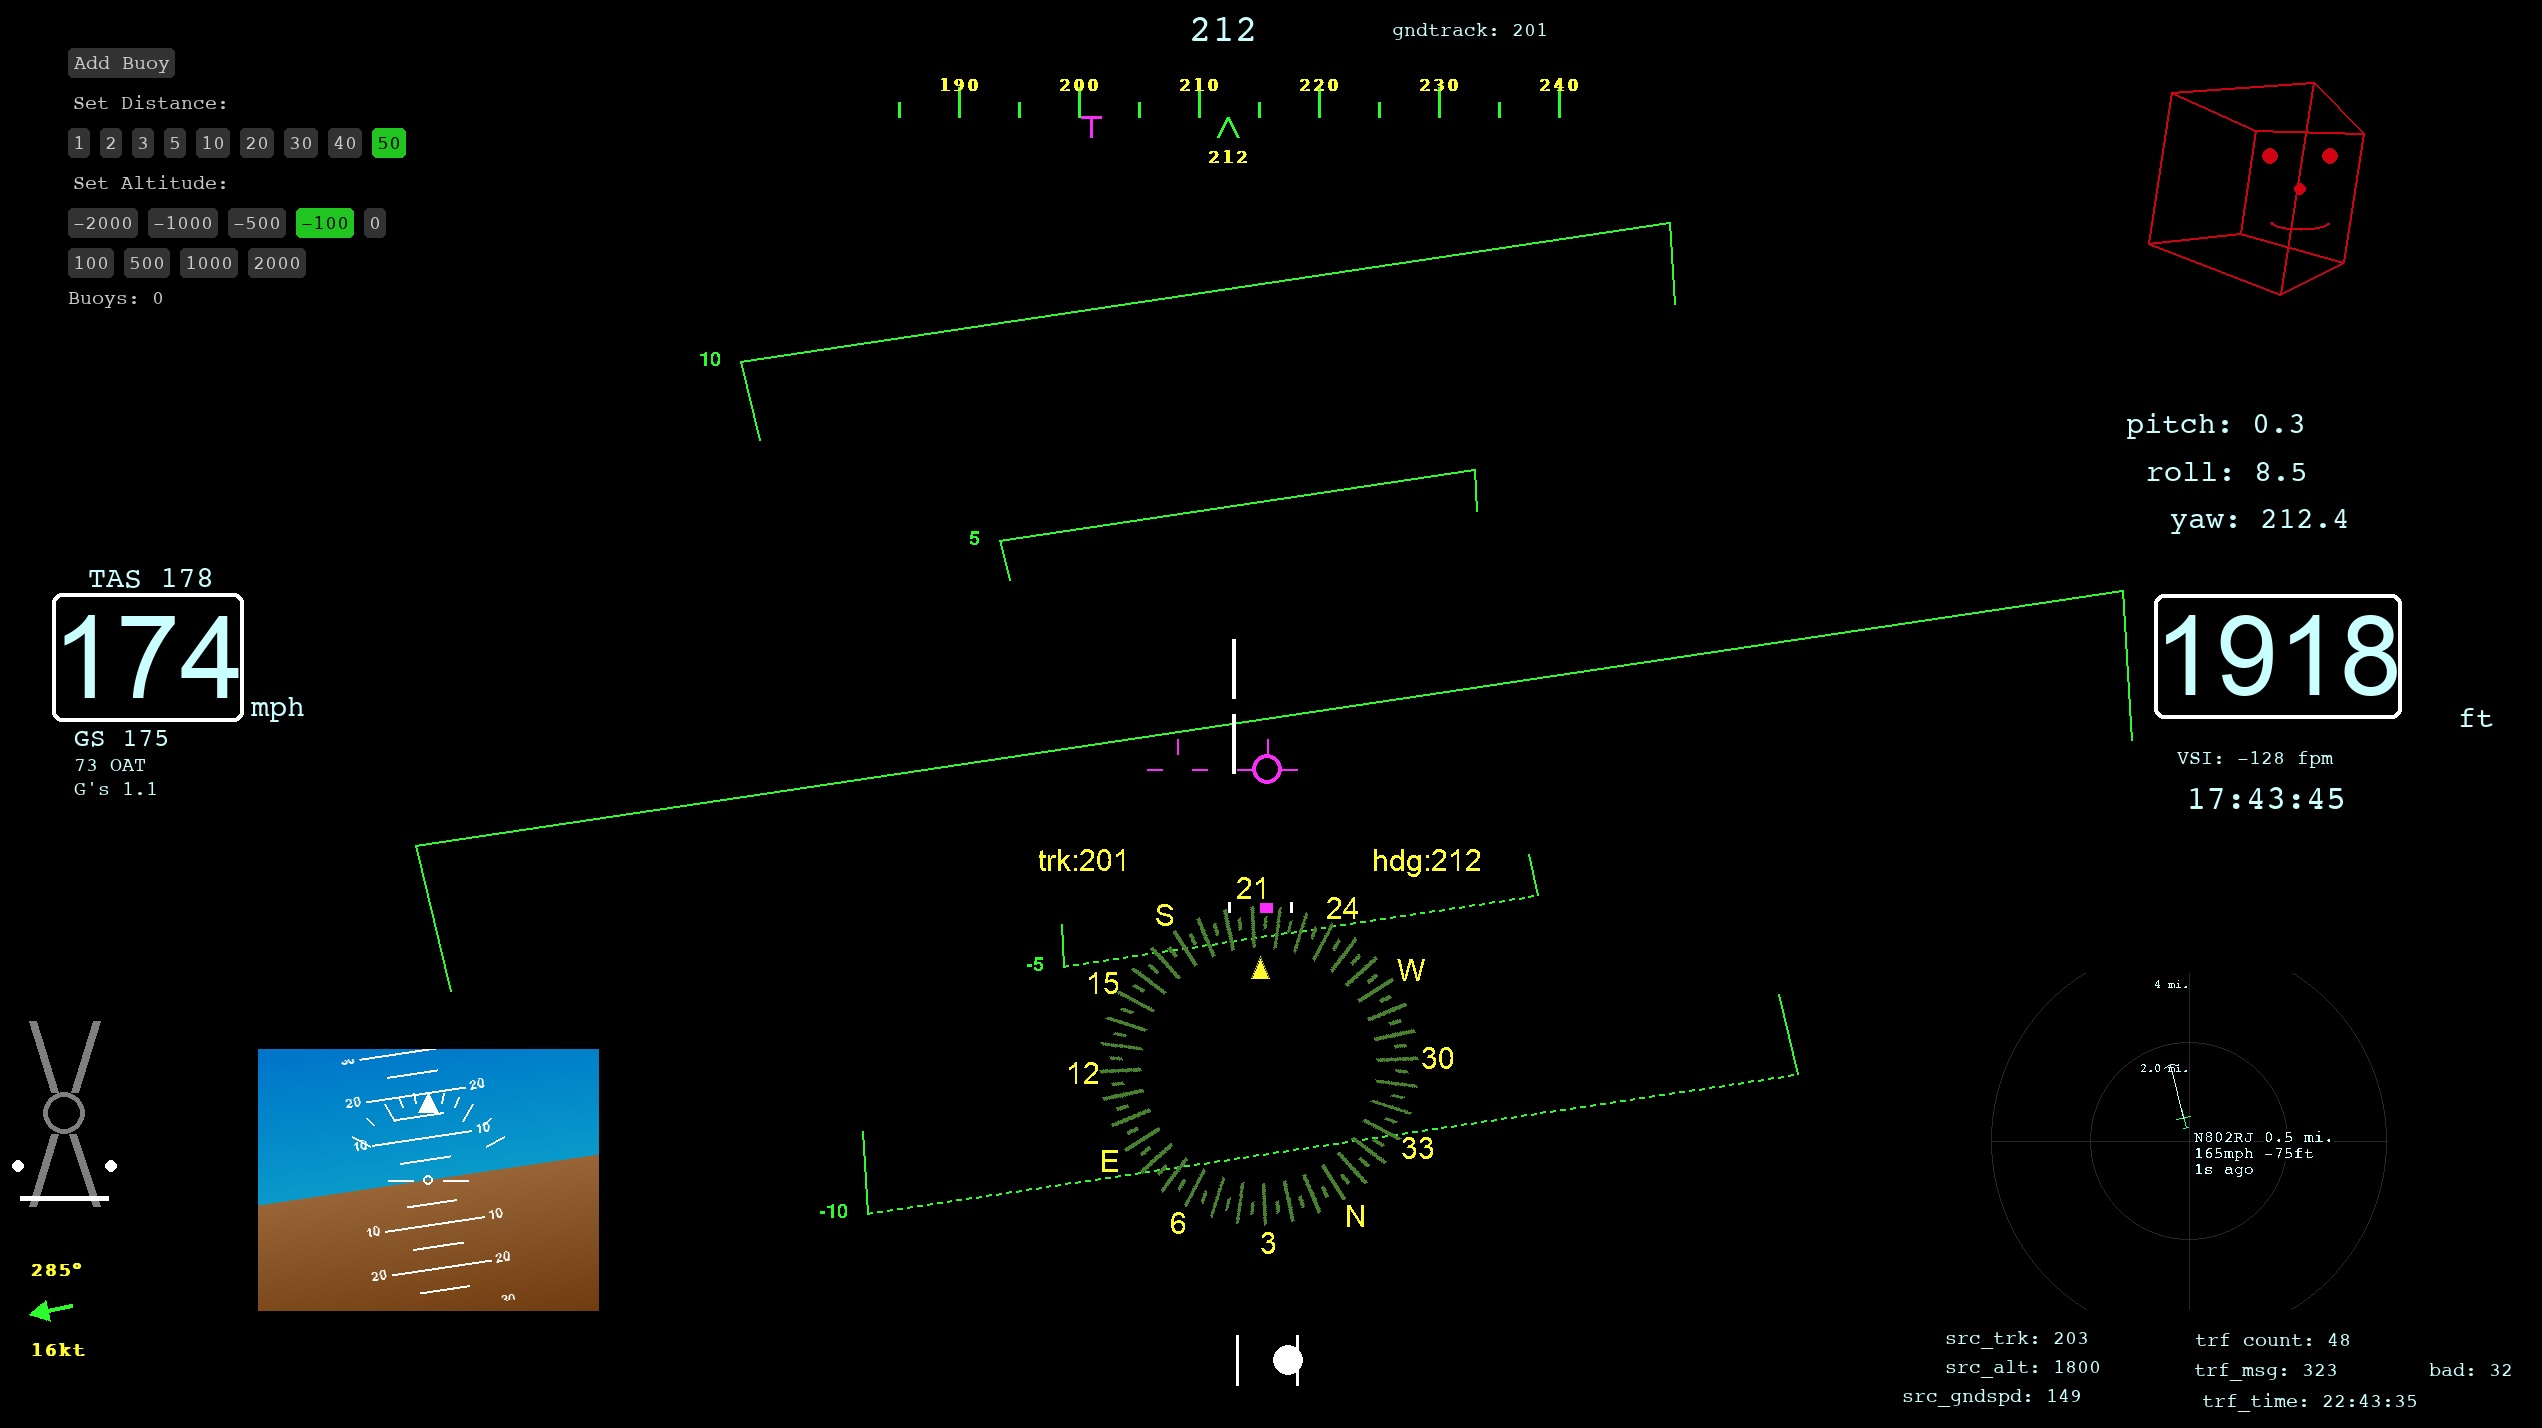 212
gndtrack: 201
190 200 210 220 230 240
T
212
Add Buoy
Set Distance:
1 2 3 5 10 20 30 40 50
Set Altitude:
-2000 -1000 -500 -100 0
100 500 1000 2000
Buoys: 0
10
5
pitch: 0.3
roll: 8.5
yaw: 212.4
TAS 178
174 mph
GS 175
73 OAT
G's 1.1
1918 ft
VSI: -128 fpm
17:43:45
trk:201
hdg:212
21
S
24
-5
15
W
12
30
E
33
6
N
3
-10
20
20
10
10
10
10
20
20
30
285°
16kt
4 mi.
2.0 mi.
N802RJ 0.5 mi.
165mph -75ft
1s ago
src_trk: 203
src_alt: 1800
src_gndspd: 149
trf count: 48
trf_msg: 323
bad: 32
trf_time: 22:43:35